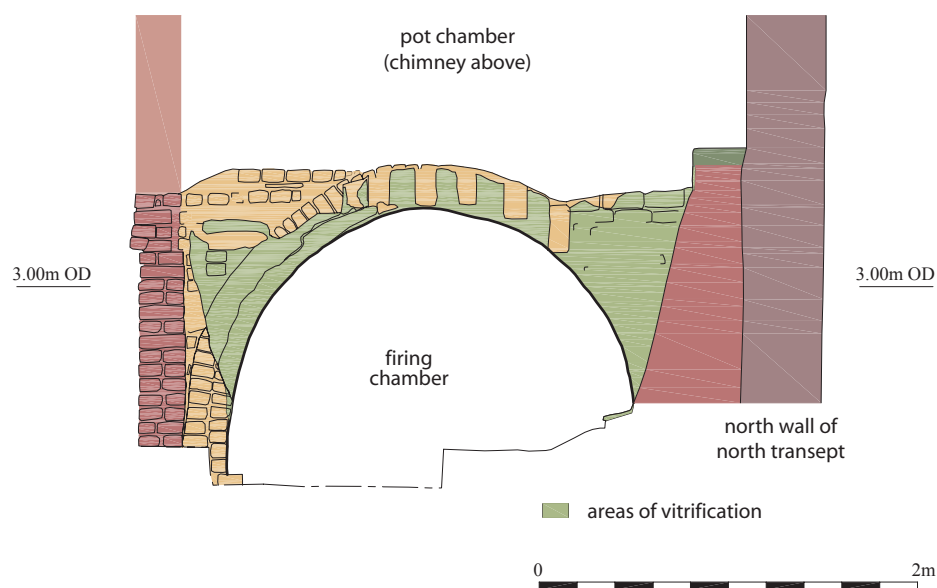 pot chamber
(chimney above)
3.00m OD
3.00m OD
firing
chamber
north wall of
north transept
areas of vitrification
0
2m